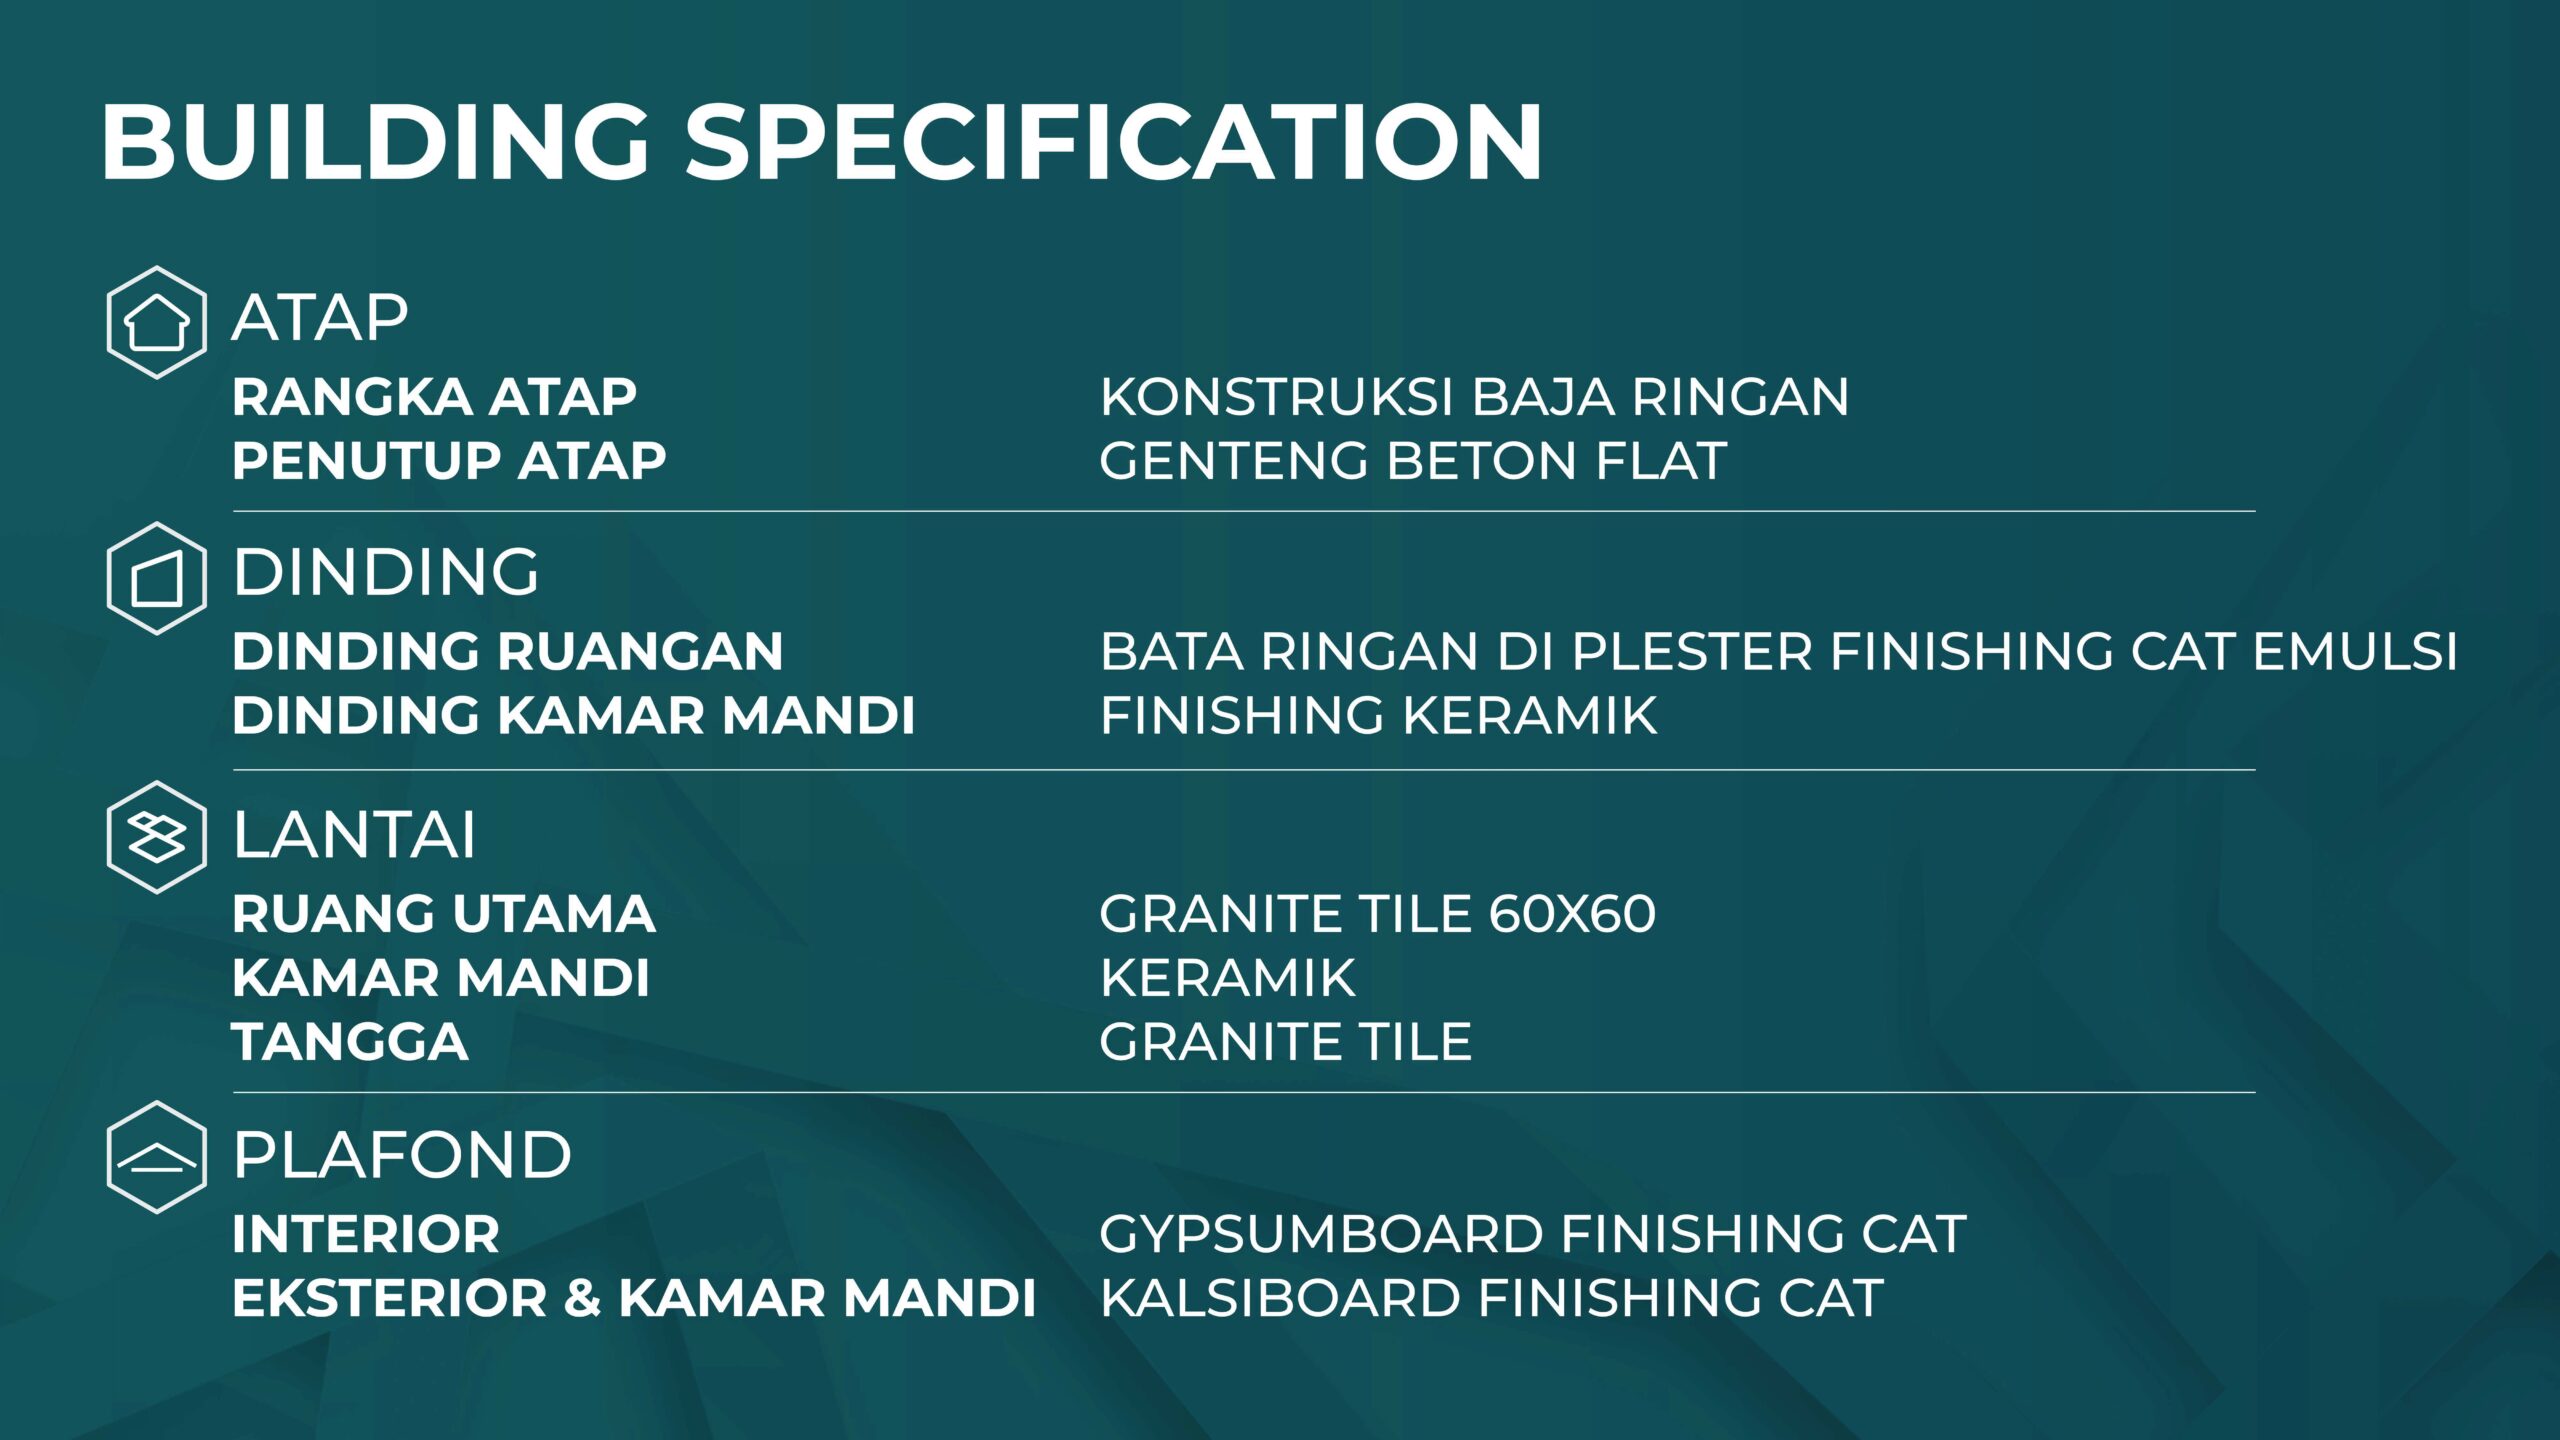 BUILDING SPECIFICATION
ATAP
RANGKA ATAP KONSTRUKSI BAJA RINGAN
PENUTUP ATAP GENTENG BETON FLAT
DINDING
DINDING RUANGAN BATA RINGAN DI PLESTER FINISHING CAT EMULSI
DINDING KAMAR MANDI FINISHING KERAMIK
LANTAI
RUANG UTAMA GRANITE TILE 60X60
KAMAR MANDI KERAMIK
TANGGA GRANITE TILE
PLAFOND
INTERIOR GYPSUMBOARD FINISHING CAT
EKSTERIOR & KAMAR MANDI KALSIBOARD FINISHING CAT